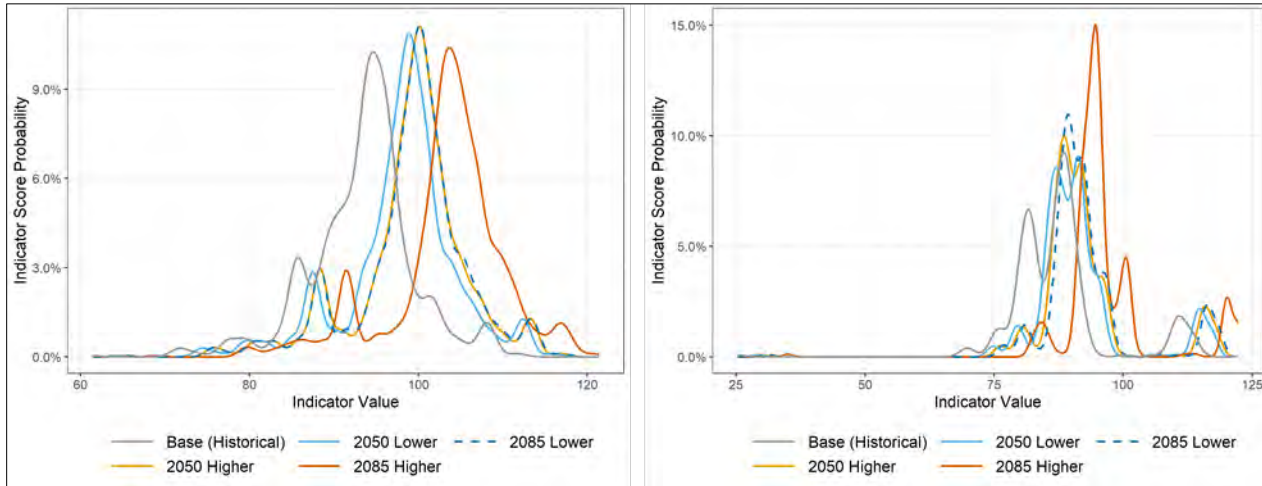 Indicator Score Probability
9.0%
6.0%
3.0%
0.0%
60 80 100 120
Indicator Value
Base (Historical) 2050 Lower 2085 Lower
2050 Higher 2085 Higher
Indicator Score Probability
15.0%
10.0%
5.0%
0.0%
25 50 75 100 125
Indicator Value
Base (Historical) 2050 Lower 2085 Lower
2050 Higher 2085 Higher